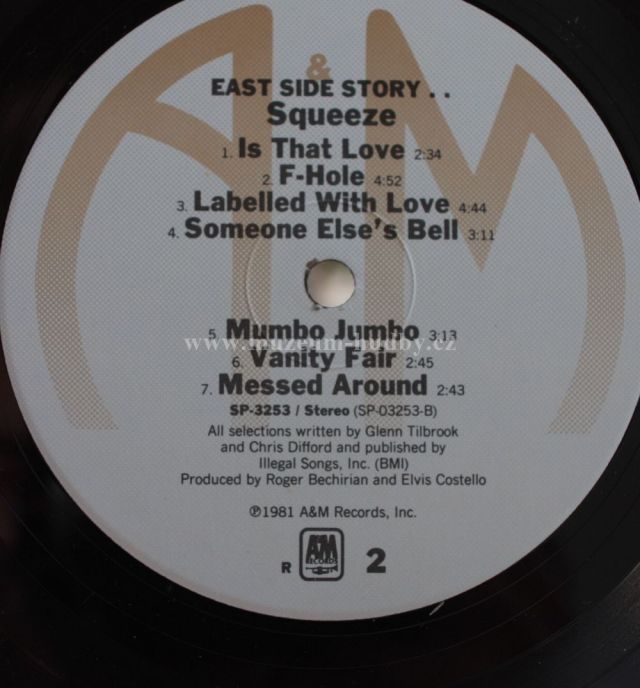 A&M
EAST SIDE STORY . .
Squeeze
1. Is That Love 2:34
2. F-Hole 4:52
3. Labelled With Love 4:44
4. Someone Else's Bell 3:11
5. Mumbo Jumbo 3:13
www.muzeum-hudby.cz
6. Vanity Fair 2:45
7. Messed Around 2:43
SP-3253 / Stereo (SP-03253-B)
All selections written by Glenn Tilbrook
and Chris Difford and published by
Illegal Songs, Inc. (BMI)
Produced by Roger Bechirian and Elvis Costello
℗1981 A&M Records, Inc.
R A&M RECORDS 2